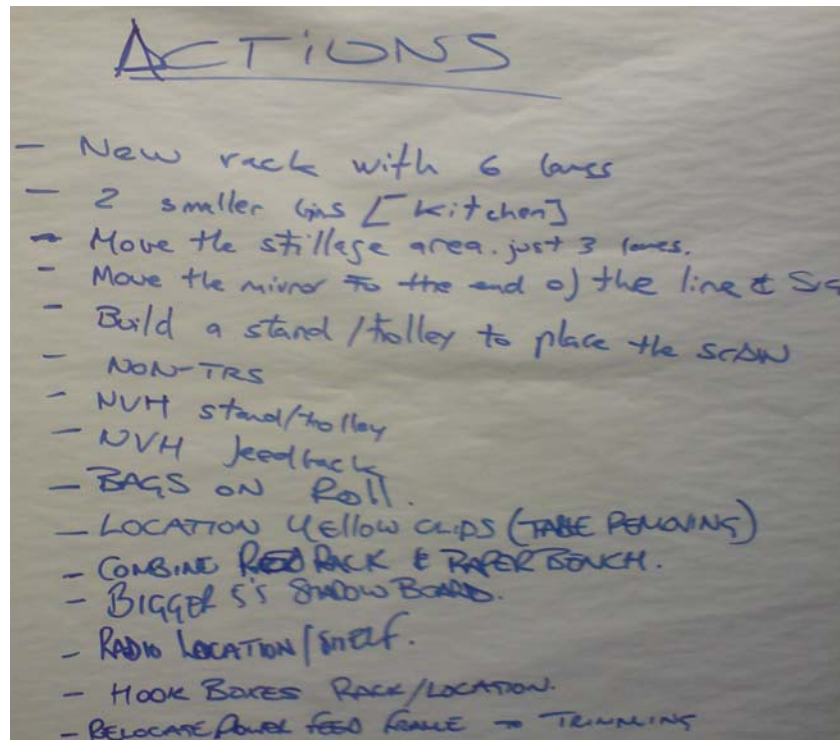 ACTIONS
- New rack with 6 lanes
- 2 smaller bins [Kitchen]
- Move the stillage area. just 3 lanes.
- Move the mirror to the end of the line &
- Build a stand/trolley to place the SCAN
- NON-TRS
- NVH stand/trolley
- NVH feedback
- BAGS ON Roll.
- LOCATION YELLOW CLIPS (TABLE REMOVING)
- COMBINE RED RACK & PAPER BENCH.
- BIGGER 5'S SHADOW BOARD.
- RADIO LOCATION/SHELF.
- HOOK BOXES RACK/LOCATION.
- RELOCATE POWER FEED FRAME → TRIMMING